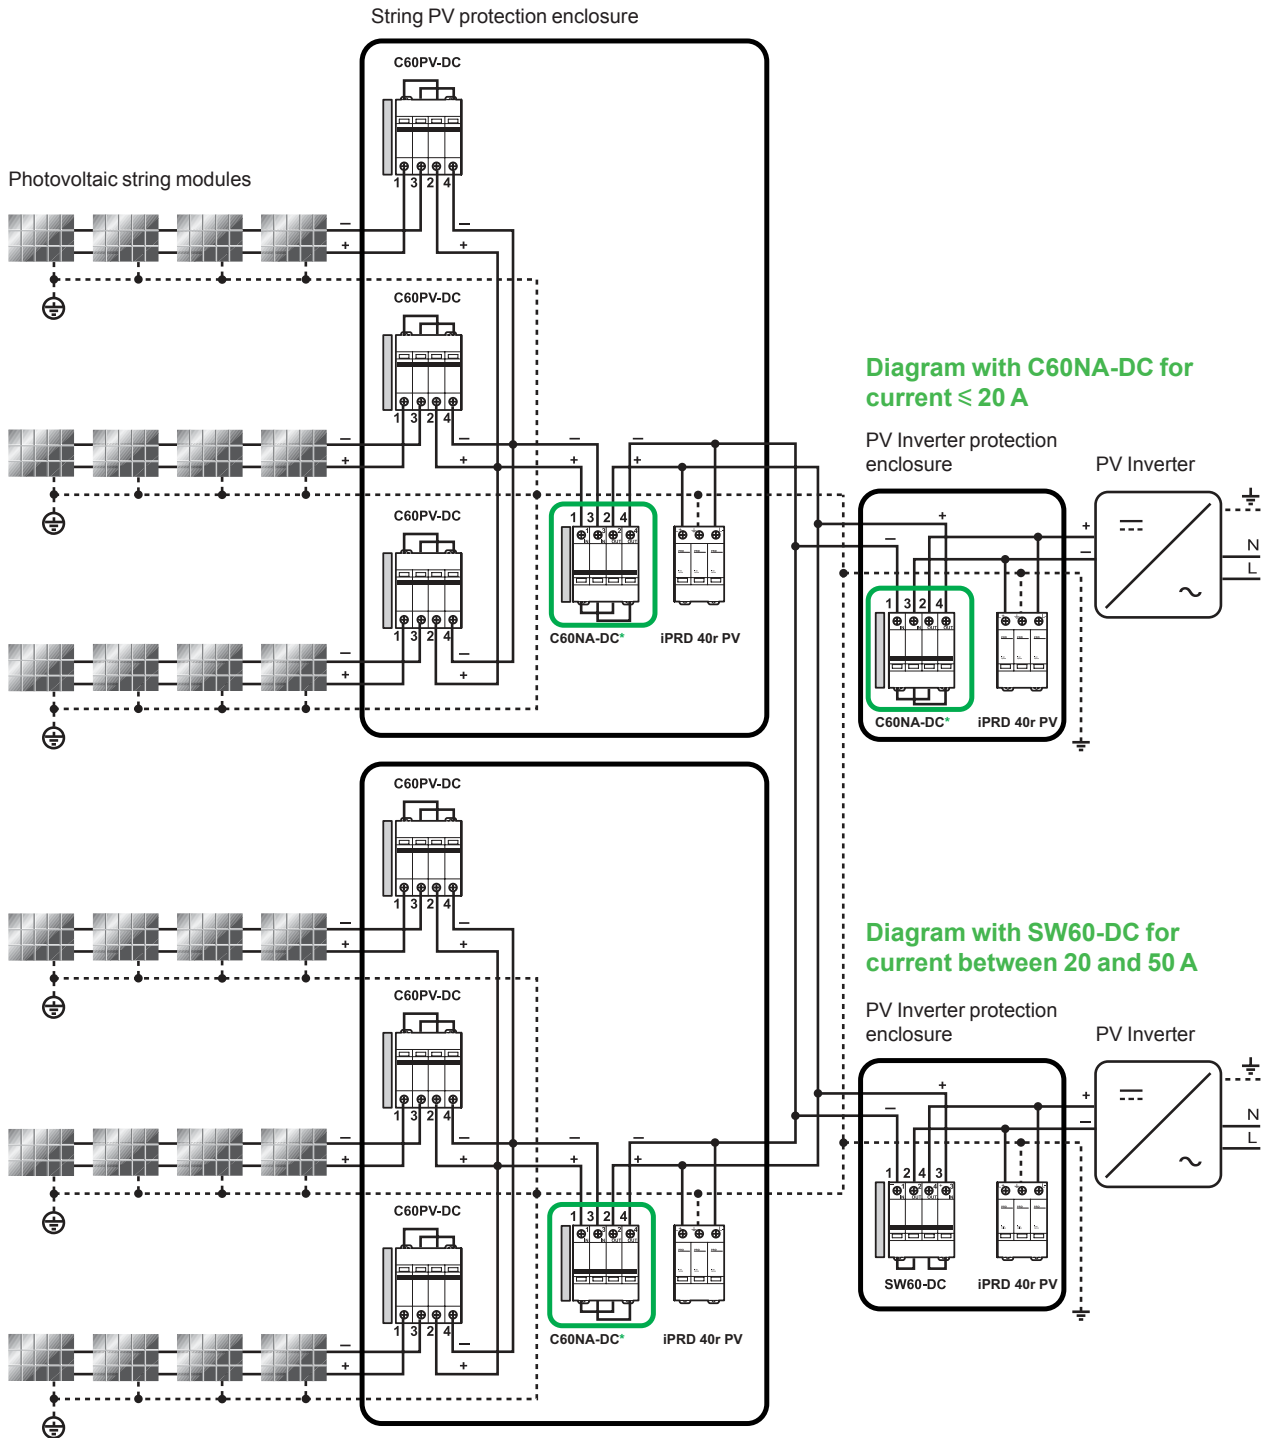 String PV protection enclosure
C60PV-DC
1 3 2 4
Photovoltaic string modules
− −
+ +
C60PV-DC
1 3 2 4
− − − −
+ + + +
C60PV-DC
1 3 2 4
− −
+ +
1 3 2 4
C60NA-DC*
iPRD 40r PV
Diagram with C60NA-DC for
current ⩽ 20 A
PV Inverter protection
enclosure
PV Inverter
+
− +
−
N
L
1 3 2 4
C60NA-DC*
iPRD 40r PV
C60PV-DC
1 3 2 4
− −
+ +
C60PV-DC
1 3 2 4
− − − −
+ + + +
C60PV-DC
1 3 2 4
− −
+ +
1 3 2 4
C60NA-DC*
iPRD 40r PV
Diagram with SW60-DC for
current between 20 and 50 A
PV Inverter protection
enclosure
PV Inverter
+
− +
−
N
L
1 2 4 3
SW60-DC
iPRD 40r PV